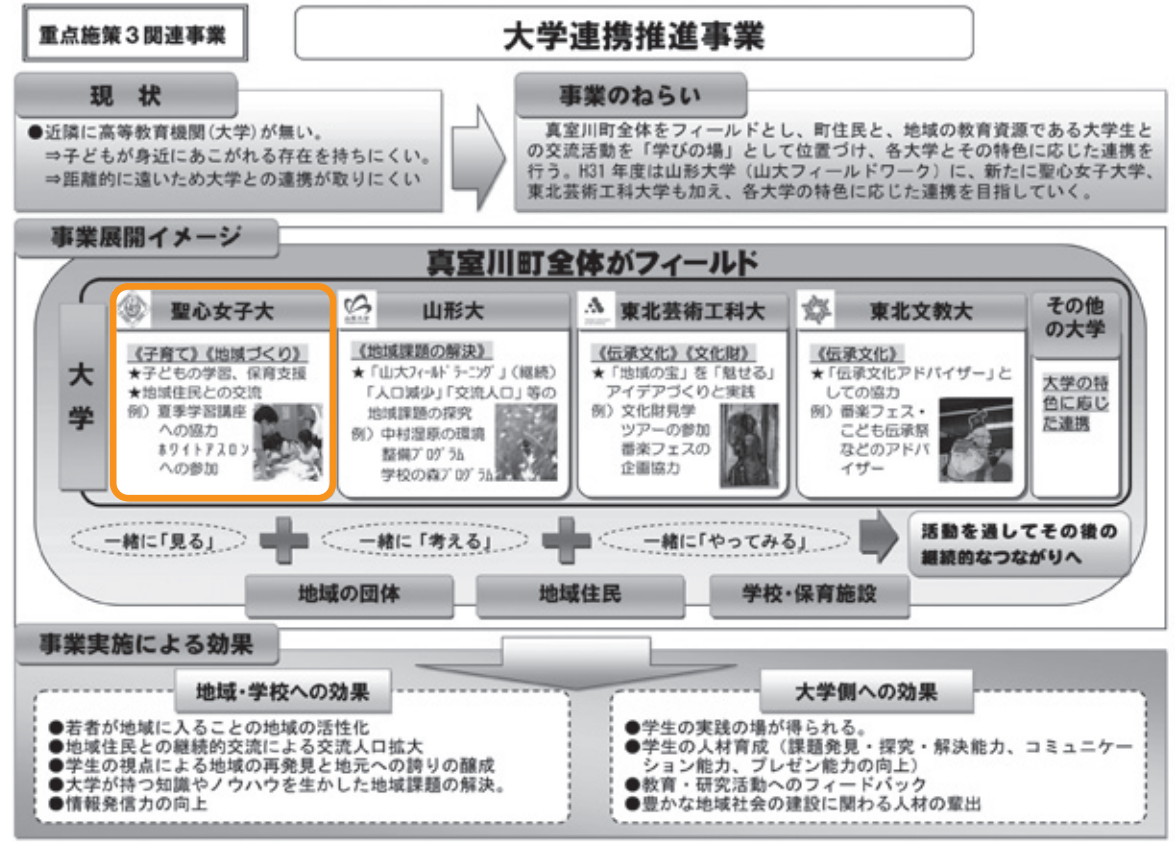 重点施策3関連事業
大学連携推進事業
現 状
●近隣に高等教育機関(大学)が無い。
⇒子どもが身近にあこがれる存在を持ちにくい。
⇒距離的に遠いため大学との連携が取りにくい
事業のねらい
真室川町全体をフィールドとし、町住民と、地域の教育資源である大学生と
の交流活動を「学びの場」として位置づけ、各大学とその特色に応じた連携を
行う。H31年度は山形大学(山大フィールドワーク)に、新たに聖心女子大学、
東北芸術工科大学も加え、各大学の特色に応じた連携を目指していく。
事業展開イメージ
真室川町全体がフィールド
大学
聖心女子大
《子育て》《地域づくり》
★子どもの学習、保育支援
★地域住民との交流
例)夏季学習講座
への協力
ホワイトアスロン
への参加
山形大
《地域課題の解決》
★「山大フィールドラーニング」(継続)
「人口減少」「交流人口」等の
地域課題の探究
例)中村湿原の環境
整備プログラム
学校の森プログラム
東北芸術工科大
《伝承文化》《文化財》
★「地域の宝」を「魅せる」
アイデアづくりと実践
例)文化財見学
ツアーの参加
番楽フェスの
企画協力
東北文教大
《伝承文化》
★「伝承文化アドバイザー」と
しての協力
例)番楽フェス・
こども伝承祭
などのアドバ
イザー
その他
の大学
大学の特
色に応じ
た連携
一緒に「見る」
一緒に「考える」
一緒に「やってみる」
活動を通してその後の
継続的なつながりへ
地域の団体
地域住民
学校・保育施設
事業実施による効果
地域・学校への効果
●若者が地域に入ることの地域の活性化
●地域住民との継続的交流による交流人口拡大
●学生の視点による地域の再発見と地元への誇りの醸成
●大学が持つ知識やノウハウを生かした地域課題の解決。
●情報発信力の向上
大学側への効果
●学生の実践の場が得られる。
●学生の人材育成(課題発見・探究・解決能力、コミュニケー
ション能力、プレゼン能力の向上)
●教育・研究活動へのフィードバック
●豊かな地域社会の建設に関わる人材の輩出